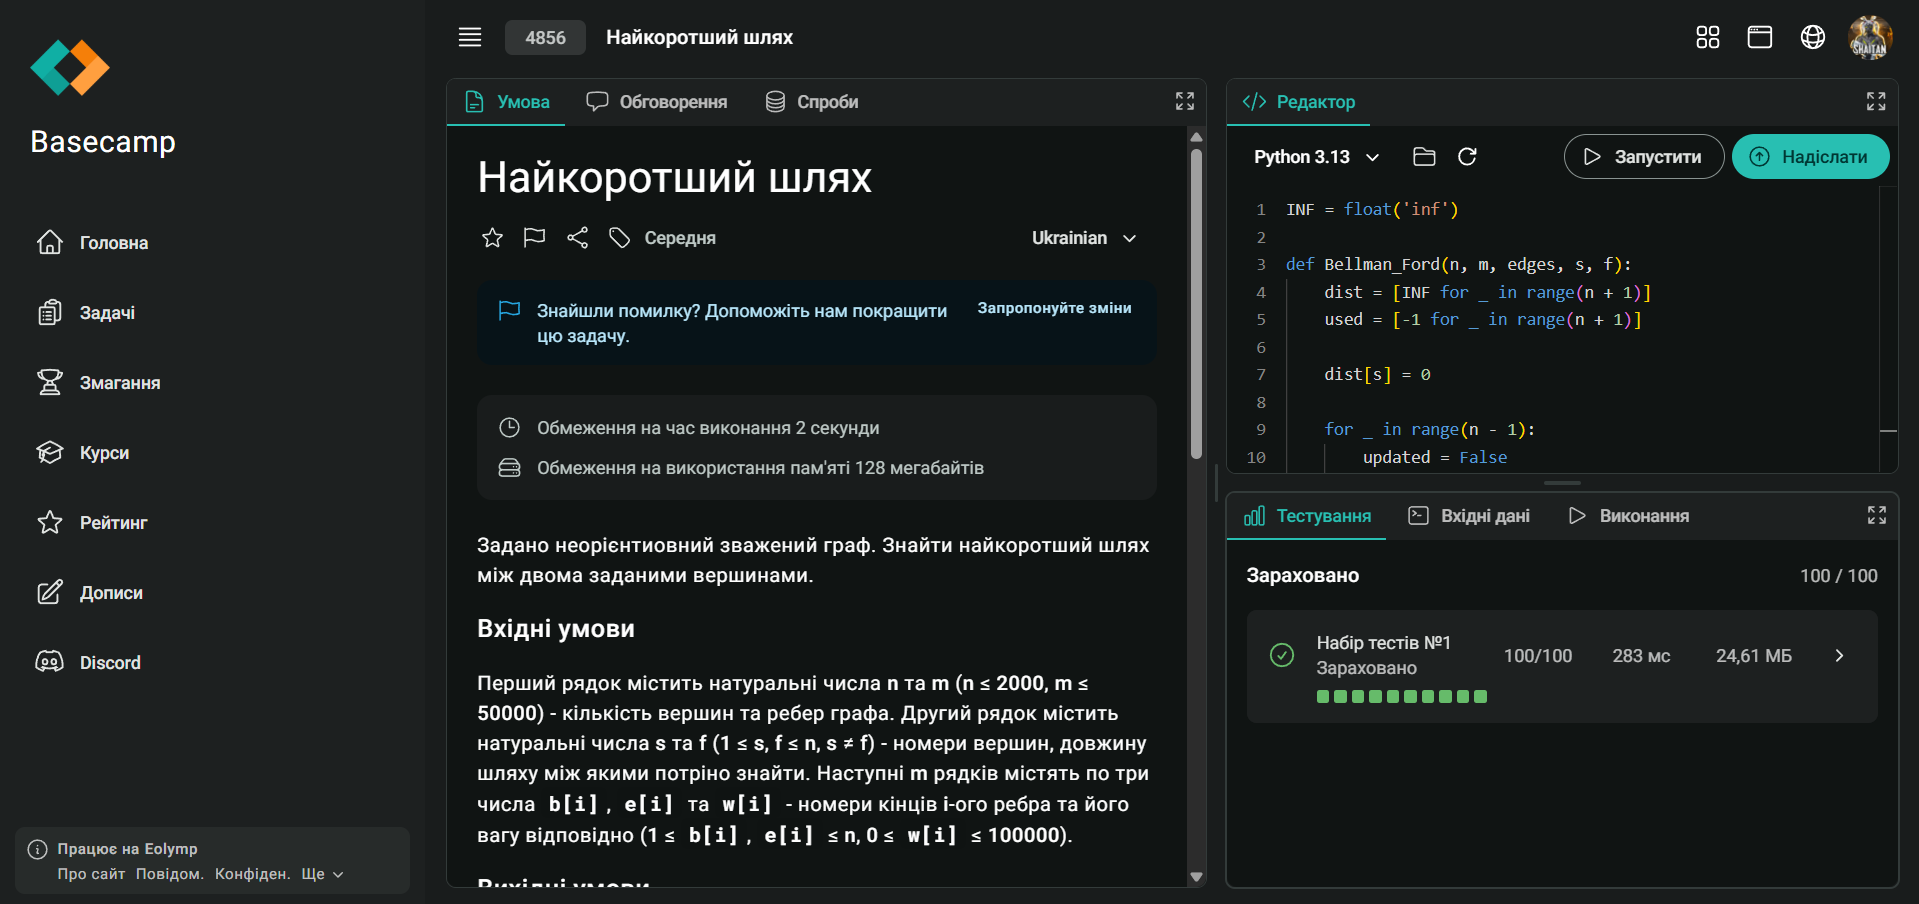 Basecamp
Головна
Задачі
Змагання
Курси
Рейтинг
Дописи
Discord
Працює на Eolymp
Про сайт Повідом. Конфіден. Ще
4856 Найкоротший шлях
SHAITAN
Умова Обговорення Спроби
Найкоротший шлях
Середня Ukrainian
Знайшли помилку? Допоможіть нам покращити
цю задачу.
Запропонуйте зміни
Обмеження на час виконання 2 секунди
Обмеження на використання пам'яті 128 мегабайтів
Задано неорієнтиовний зважений граф. Знайти найкоротший шлях
між двома заданими вершинами.
Вхідні умови
Перший рядок містить натуральні числа n та m (n ≤ 2000, m ≤
50000) - кількість вершин та ребер графа. Другий рядок містить
натуральні числа s та f (1 ≤ s, f ≤ n, s ≠ f) - номери вершин, довжину
шляху між якими потріно знайти. Наступні m рядків містять по три
числа b[i], e[i] та w[i] - номери кінців i-ого ребра та його
вагу відповідно (1 ≤ b[i], e[i] ≤ n, 0 ≤ w[i] ≤ 100000).
Вихідні умови
Редактор
Python 3.13 Запустити Надіслати
1 INF = float('inf')
2
3 def Bellman_Ford(n, m, edges, s, f):
4 dist = [INF for _ in range(n + 1)]
5 used = [-1 for _ in range(n + 1)]
6
7 dist[s] = 0
8
9 for _ in range(n - 1):
10 updated = False
Тестування Вхідні дані Виконання
Зараховано 100 / 100
Набір тестів №1 100/100 283 мс 24,61 МБ
Зараховано